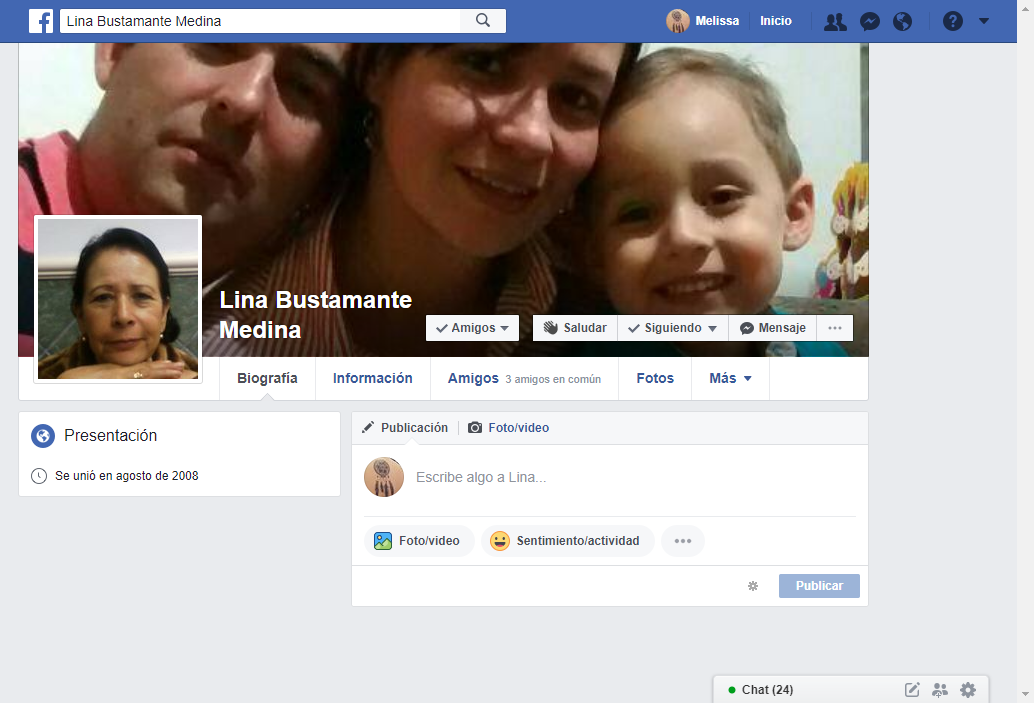 Lina Bustamante Medina
Melissa
Inicio
Lina Bustamante
Medina
Amigos
Saludar
Siguiendo
Mensaje
Biografía
Información
Amigos 3 amigos en común
Fotos
Más
Presentación
Se unió en agosto de 2008
Publicación
Foto/video
Escribe algo a Lina...
Foto/video
Sentimiento/actividad
Publicar
Chat (24)